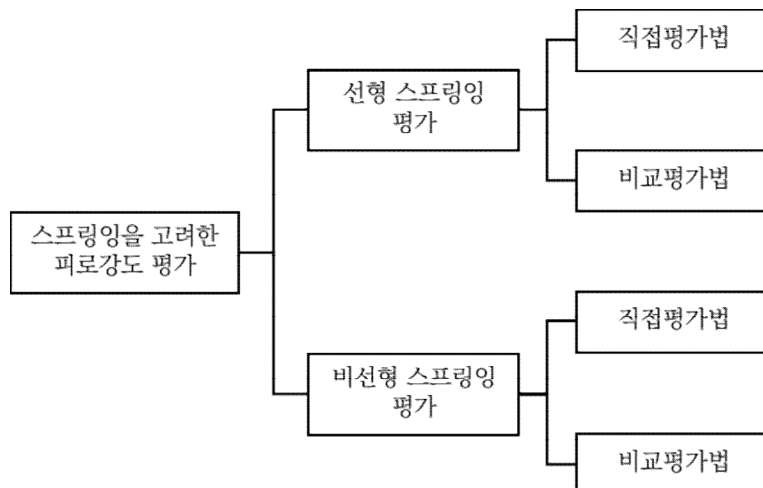 직접평가법
선형 스프링잉
평가
비교평가법
스프링잉을 고려한
피로강도 평가
직접평가법
비선형 스프링잉
평가
비교평가법